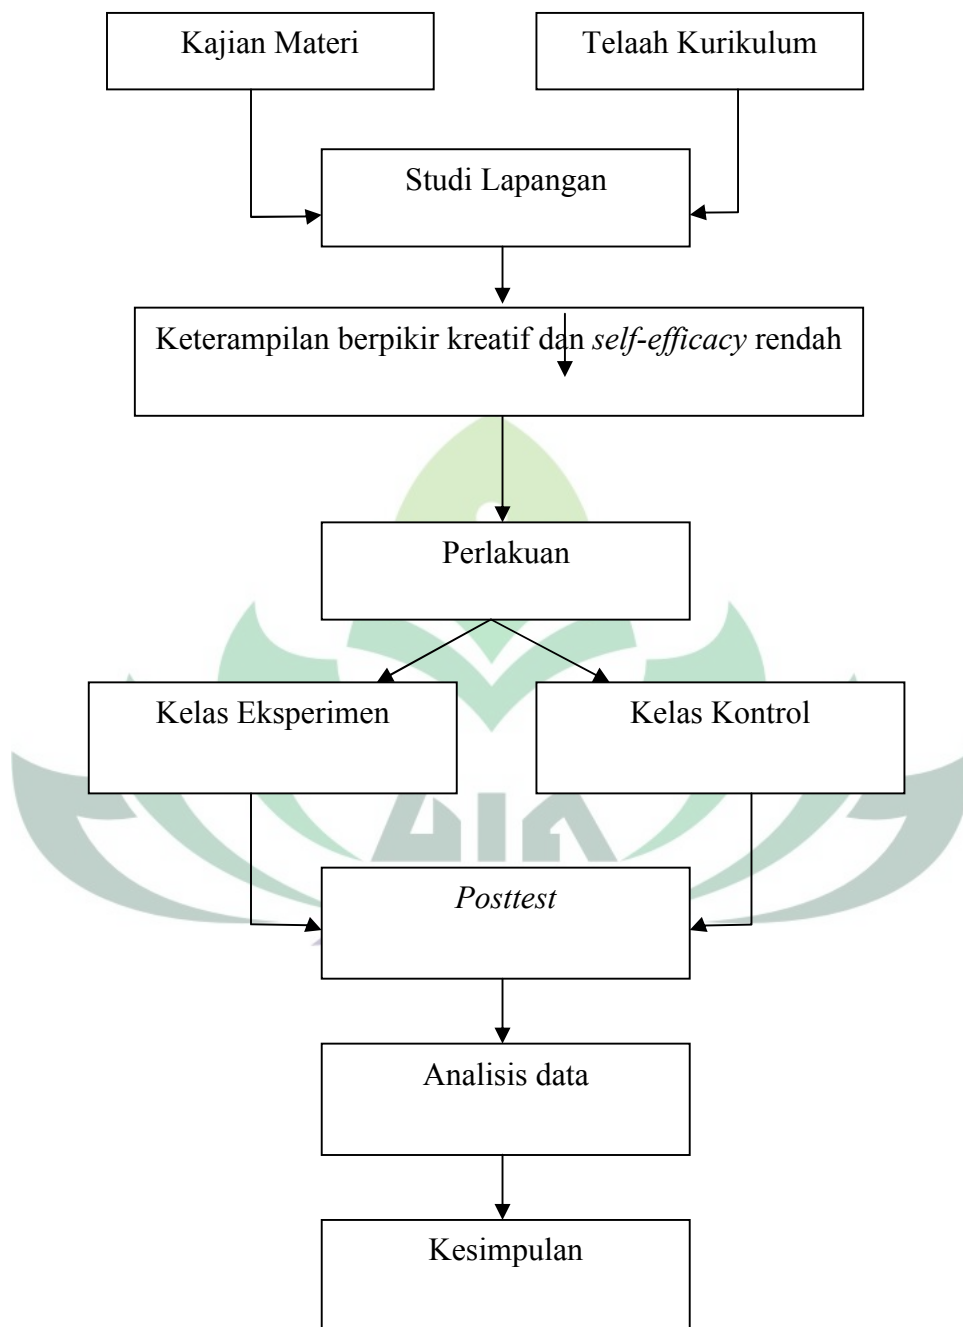 Kajian Materi
Telaah Kurikulum
Studi Lapangan
Keterampilan berpikir kreatif dan self-efficacy rendah
Perlakuan
Kelas Eksperimen
Kelas Kontrol
Posttest
Analisis data
Kesimpulan